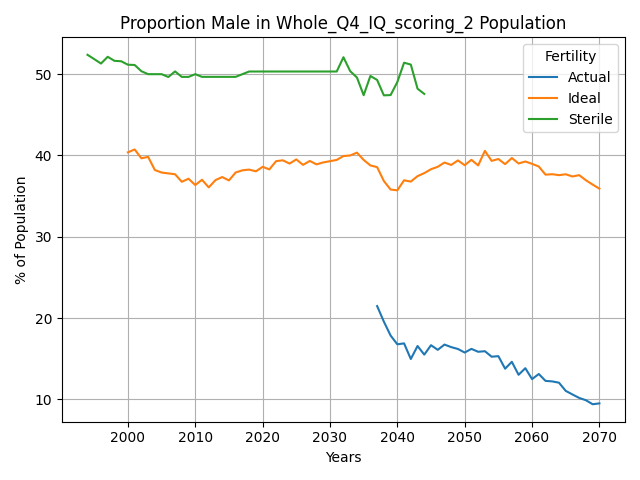 Proportion Male in Whole_Q4_IQ_scoring_2 Population
Fertility
Actual
Ideal
Sterile
% of Population
50
40
30
20
10
2000 2010 2020 2030 2040 2050 2060 2070
Years